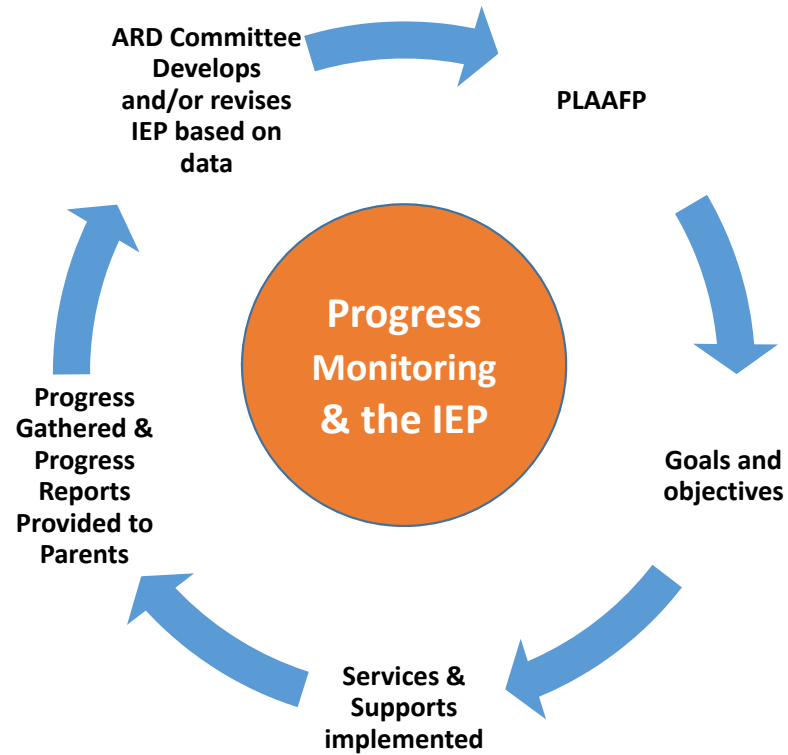 ARD Committee
Develops
and/or revises
IEP based on
data
PLAAFP
Goals and
objectives
Services &
Supports
implemented
Progress
Gathered &
Progress
Reports
Provided to
Parents
Progress
Monitoring
& the IEP